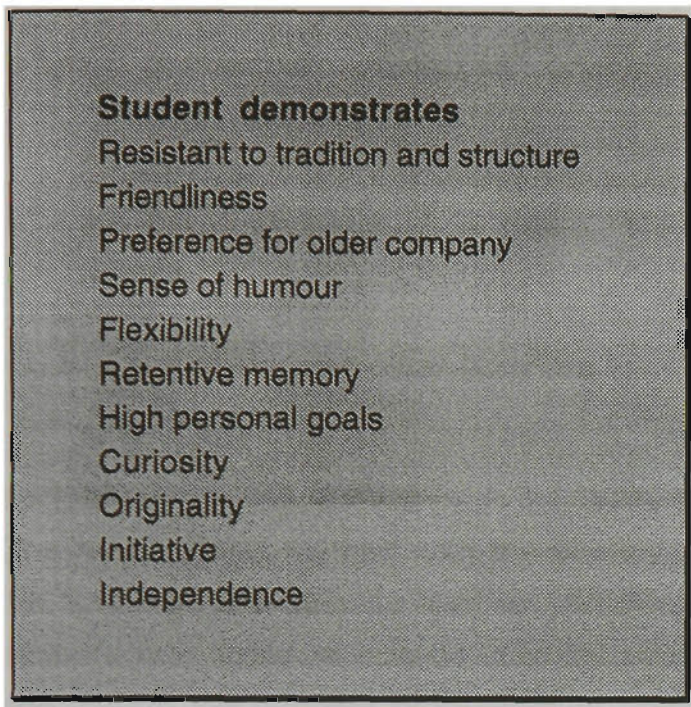 Student demonstrates
Resistant to tradition and structure
Friendliness
Preference for older company
Sense of humour
Flexibility
Retentive memory
High personal goals
Curiosity
Originality
Initiative
Independence